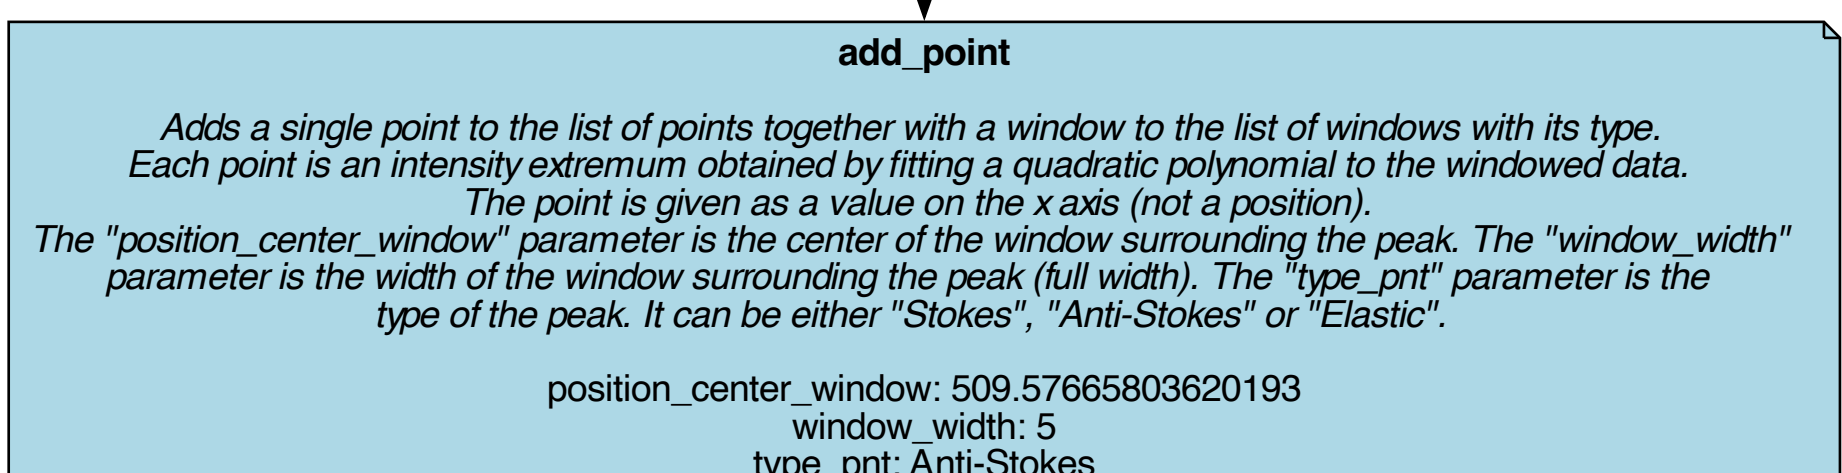 add_point
Adds a single point to the list of points together with a window to the list of windows with its type.
Each point is an intensity extremum obtained by fitting a quadratic polynomial to the windowed data.
The point is given as a value on the x axis (not a position).
The "position_center_window" parameter is the center of the window surrounding the peak. The "window_width"
parameter is the width of the window surrounding the peak (full width). The "type_pnt" parameter is the
type of the peak. It can be either "Stokes", "Anti-Stokes" or "Elastic".
position_center_window: 509.57665803620193
window_width: 5
type_pnt: Anti-Stokes